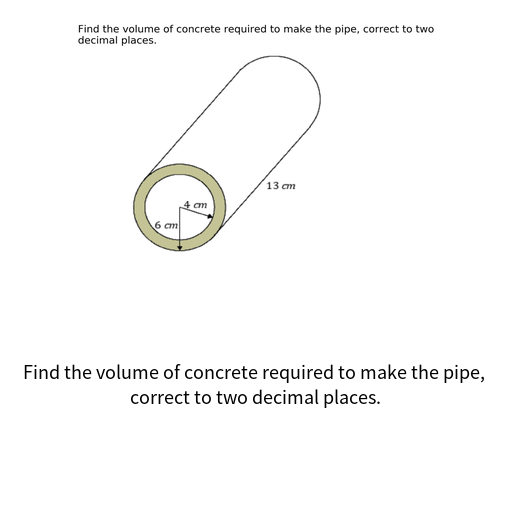 Find the volume of concrete required to make the pipe, correct to two
decimal places.
13 cm
4 cm
6 cm
Find the volume of concrete required to make the pipe,
correct to two decimal places.